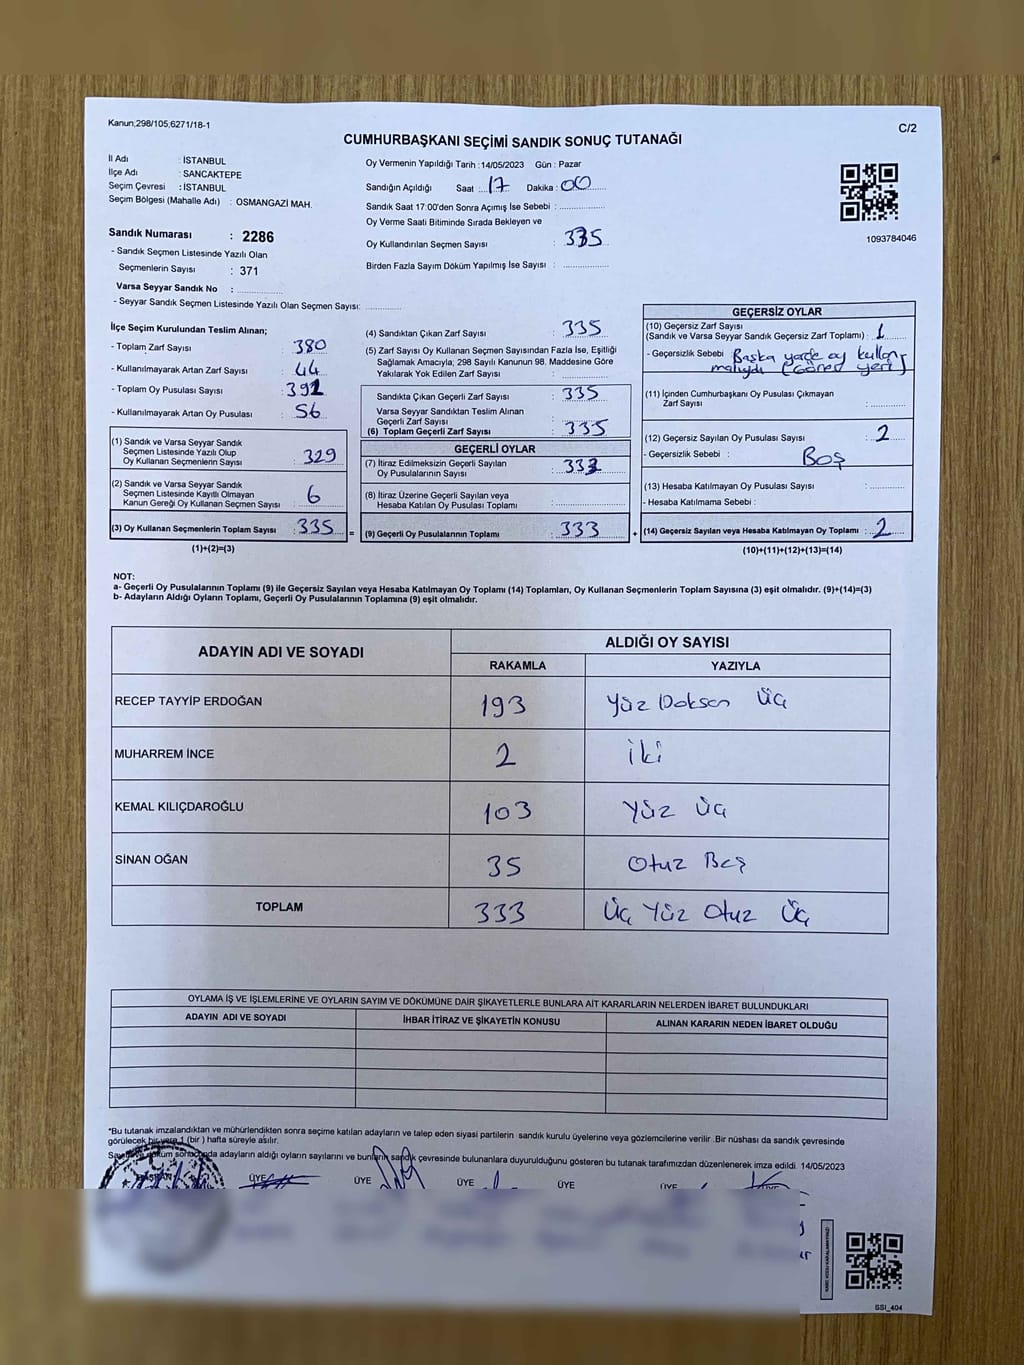 Kanun,298/105,6271/18-1
C/2
CUMHURBAŞKANI SEÇİMİ SANDIK SONUÇ TUTANAĞI
İl Adı : İSTANBUL
İlçe Adı : SANCAKTEPE
Seçim Çevresi : İSTANBUL
Seçim Bölgesi (Mahalle Adı) : OSMANGAZİ MAH.
Sandık Numarası : 2286
- Sandık Seçmen Listesinde Yazılı Olan
Seçmenlerin Sayısı : 371
Varsa Seyyar Sandık No :
- Seyyar Sandık Seçmen Listesinde Yazılı Olan Seçmen Sayısı:
Oy Vermenin Yapıldığı Tarih :14/05/2023 Gün : Pazar
Sandığın Açıldığı Saat : 17 Dakika : 00
Sandık Saat 17:00'den Sonra Açımış İse Sebebi :
Oy Verme Saati Bitiminde Sırada Bekleyen ve
Oy Kullandırılan Seçmen Sayısı : 335
Birden Fazla Sayım Döküm Yapılmış İse Sayısı :
1093784046
İlçe Seçim Kurulundan Teslim Alınan;
- Toplam Zarf Sayısı : 380
- Kullanılmayarak Artan Zarf Sayısı : 44
- Toplam Oy Pusulası Sayısı : 391
- Kullanılmayarak Artan Oy Pusulası : 56
(1) Sandık ve Varsa Seyyar Sandık
Seçmen Listesinde Yazılı Olup
Oy Kullanan Seçmenlerin Sayısı : 329
(2) Sandık ve Varsa Seyyar Sandık
Seçmen Listesinde Kayıtlı Olmayan
Kanun Gereği Oy Kullanan Seçmen Sayısı : 6
(3) Oy Kullanan Seçmenlerin Toplam Sayısı : 335 =
(1)+(2)=(3)
(4) Sandıktan Çıkan Zarf Sayısı : 335
(5) Zarf Sayısı Oy Kullanan Seçmen Sayısından Fazla İse, Eşitliği
Sağlamak Amacıyla, 298 Sayılı Kanunun 98. Maddesine Göre
Yakılarak Yok Edilen Zarf Sayısı :
Sandıkta Çıkan Geçerli Zarf Sayısı : 335
Varsa Seyyar Sandıktan Teslim Alınan
Geçerli Zarf Sayısı :
(6) Toplam Geçerli Zarf Sayısı : 335
GEÇERLİ OYLAR
(7) İtiraz Edilmeksizin Geçerli Sayılan
Oy Pusulalarının Sayısı : 333
(8) İtiraz Üzerine Geçerli Sayılan veya
Hesaba Katılan Oy Pusulası Toplamı :
(9) Geçerli Oy Pusulalarının Toplamı : 333 +
GEÇERSİZ OYLAR
(10) Geçersiz Zarf Sayısı
(Sandık ve Varsa Seyyar Sandık Geçersiz Zarf Toplamı) : 1
- Geçersizlik Sebebi : Başka yerde oy kullan
malıydı (Görev yeri)
(11) İçinden Cumhurbaşkanı Oy Pusulası Çıkmayan
Zarf Sayısı :
(12) Geçersiz Sayılan Oy Pusulası Sayısı : 2
- Geçersizlik Sebebi : Boş
(13) Hesaba Katılmayan Oy Pusulası Sayısı :
- Hesaba Katılmama Sebebi :
(14) Geçersiz Sayılan veya Hesaba Katılmayan Oy Toplamı : 2
(10)+(11)+(12)+(13)=(14)
NOT:
a- Geçerli Oy Pusulalarının Toplamı (9) ile Geçersiz Sayılan veya Hesaba Katılmayan Oy Toplamı (14) Toplamları, Oy Kullanan Seçmenlerin Toplam Sayısına (3) eşit olmalıdır. (9)+(14)=(3)
b- Adayların Aldığı Oyların Toplamı, Geçerli Oy Pusulalarının Toplamına (9) eşit olmalıdır.
ADAYIN ADI VE SOYADI ALDIĞI OY SAYISI
RAKAMLA YAZIYLA
RECEP TAYYİP ERDOĞAN 193 Yüz Doksan Üç
MUHARREM İNCE 2 İki
KEMAL KILIÇDAROĞLU 103 Yüz Üç
SİNAN OĞAN 35 Otuz Beş
TOPLAM 333 Üç Yüz Otuz Üç
OYLAMA İŞ VE İŞLEMLERİNE VE OYLARIN SAYIM VE DÖKÜMÜNE DAİR ŞİKAYETLERLE BUNLARA AİT KARARLARIN NELERDEN İBARET BULUNDUKLARI
ADAYIN ADI VE SOYADI İHBAR İTİRAZ VE ŞİKAYETİN KONUSU ALINAN KARARIN NEDEN İBARET OLDUĞU
*Bu tutanak imzalandıktan ve mühürlendikten sonra seçime katılan adayların ve talep eden siyasi partilerin sandık kurulu üyelerine veya gözlemcilerine verilir. Bir nüshası da sandık çevresinde
görülecek bir yere 1 (bir ) hafta süreyle asılır.
Sayım ve döküm sonucunda adayların aldığı oyların sayılarını ve bunların sandık çevresinde bulunanlara duyurulduğunu gösteren bu tutanak tarafımızdan düzenlenerek imza edildi. 14/05/2023
BAŞKAN ÜYE ÜYE ÜYE ÜYE ÜYE
SSI_404